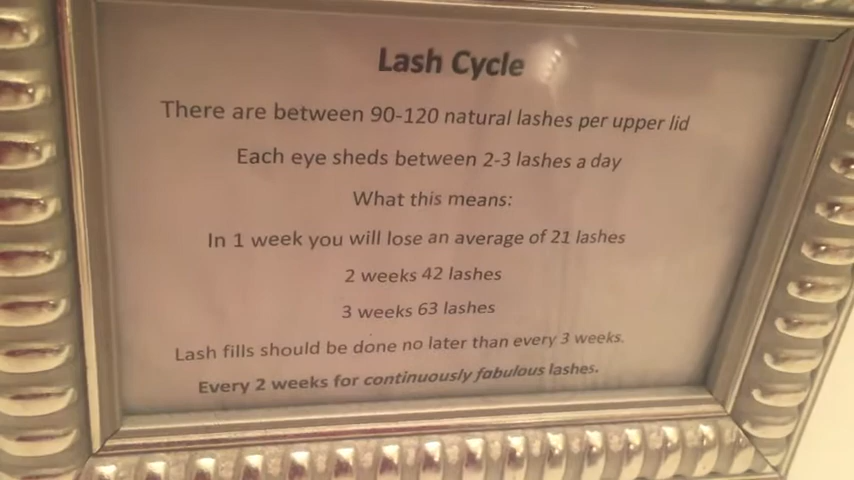 Lash Cycle
There are between 90-120 natural lashes per upper lid
Each eye sheds between 2-3 lashes a day
What this means:
In 1 week you will lose an average of 21 lashes
2 weeks 42 lashes
3 weeks 63 lashes
Lash fills should be done no later than every 3 weeks.
Every 2 weeks for continuously fabulous lashes.